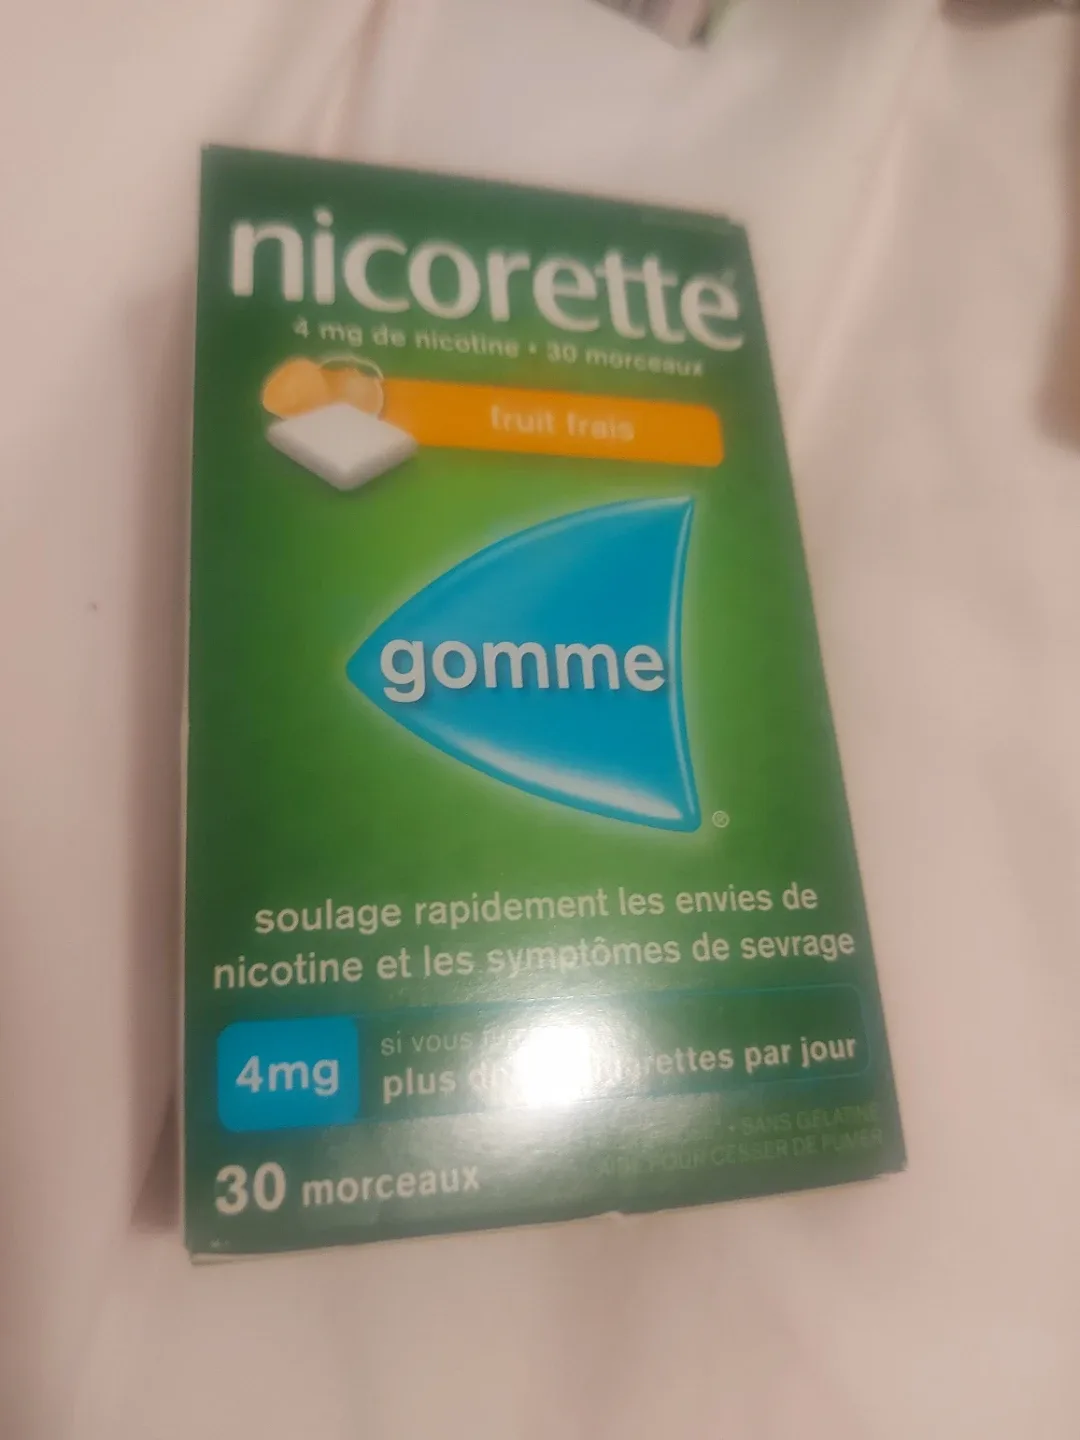 nicorette
4 mg de nicotine • 30 morceaux
fruit frais
gomme
®
soulage rapidement les envies de
nicotine et les symptômes de sevrage
4mg
si vous
plus par jour
30 morceaux
• SANS GÉLATINE
POUR CESSER DE FUMER